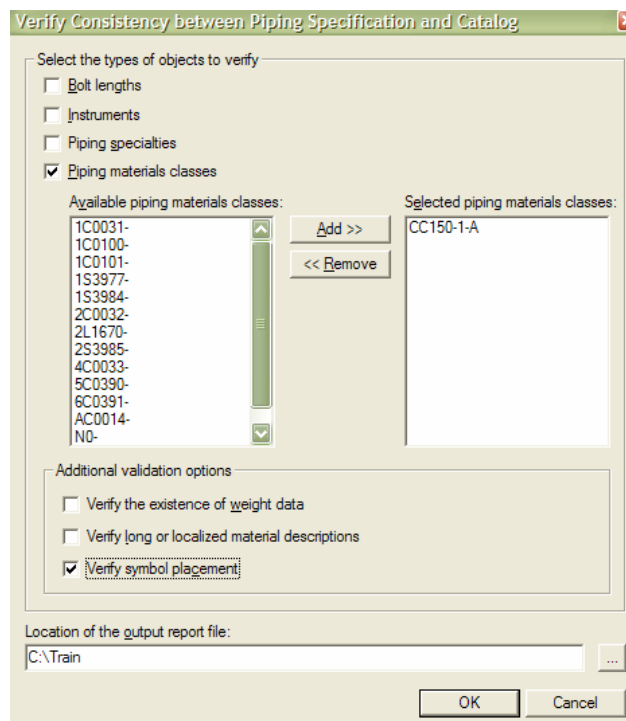 Verify Consistency between Piping Specification and Catalog
Select the types of objects to verify
Bolt lengths
Instruments
Piping specialties
Piping materials classes
Available piping materials classes:
Selected piping materials classes:
1C0031-
1C0100-
1C0101-
1S3977-
1S3984-
2C0032-
2L1670-
2S3985-
4C0033-
5C0390-
6C0391-
AC0014-
N0-
Add >>
<< Remove
CC150-1-A
Additional validation options
Verify the existence of weight data
Verify long or localized material descriptions
Verify symbol placement
Location of the output report file:
C:\Train
...
OK Cancel